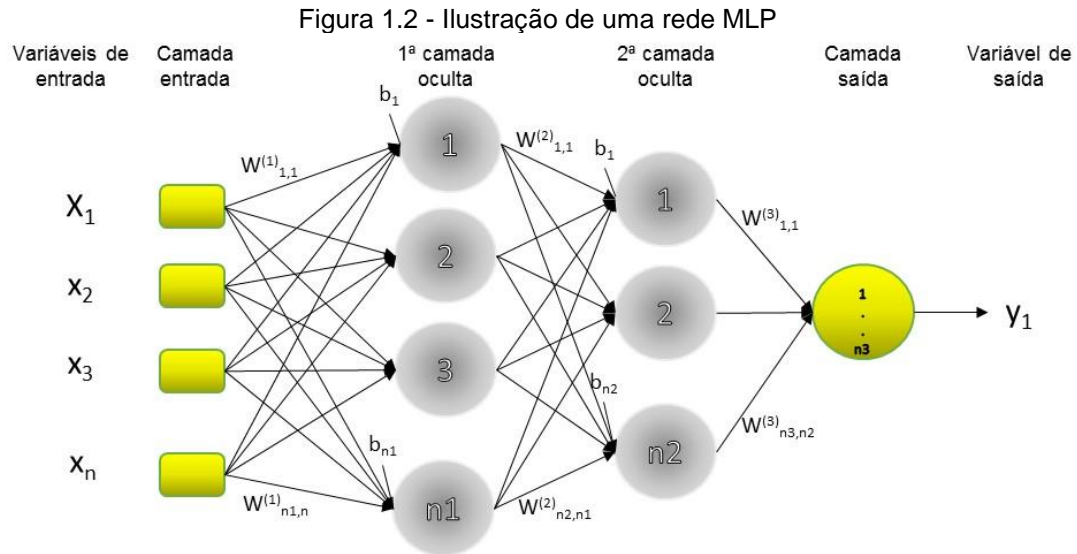 Figura 1.2 - Ilustração de uma rede MLP
Variáveis de entrada
Camada entrada
1ª camada oculta
2ª camada oculta
Camada saída
Variável de saída
X₁
x₂
x₃
xₙ
W⁽¹⁾₁,₁
W⁽¹⁾ₙ₁,ₙ
b₁
1
2
3
bₙ₁
n1
W⁽²⁾₁,₁
W⁽²⁾ₙ₂,ₙ₁
b₁
1
2
bₙ₂
n2
W⁽³⁾₁,₁
W⁽³⁾ₙ₃,ₙ₂
1
.
.
n3
y₁